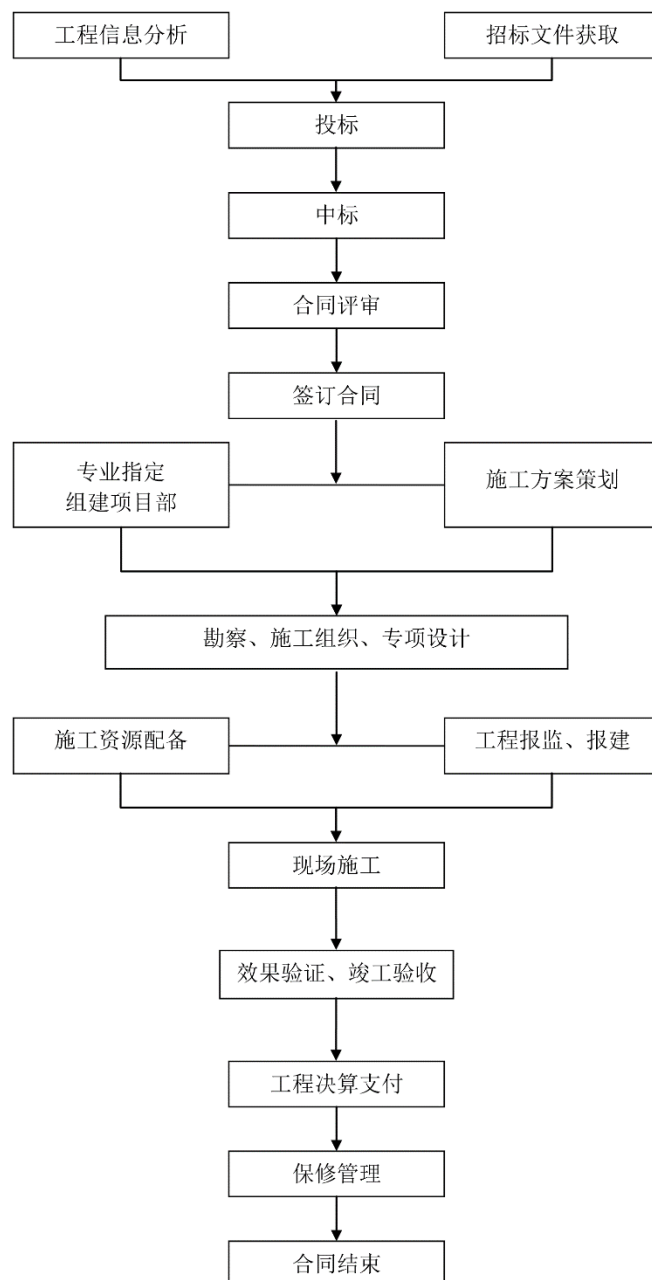 工程信息分析
招标文件获取
投标
中标
合同评审
签订合同
专业指定
组建项目部
施工方案策划
勘察、施工组织、专项设计
施工资源配备
工程报监、报建
现场施工
效果验证、竣工验收
工程决算支付
保修管理
合同结束